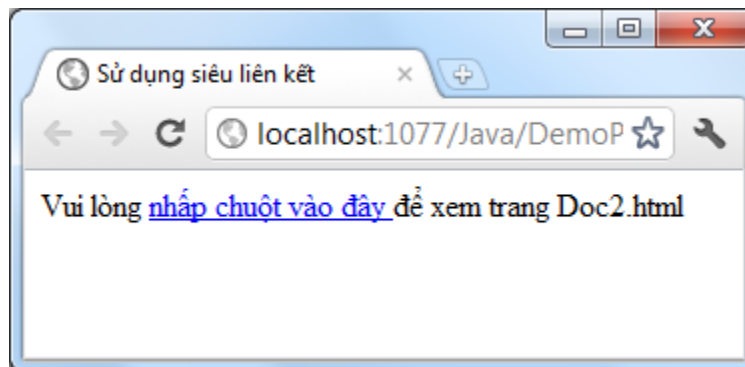 Sử dụng siêu liên kết
localhost:1077/Java/DemoP
Vui lòng nhấp chuột vào đây để xem trang Doc2.html